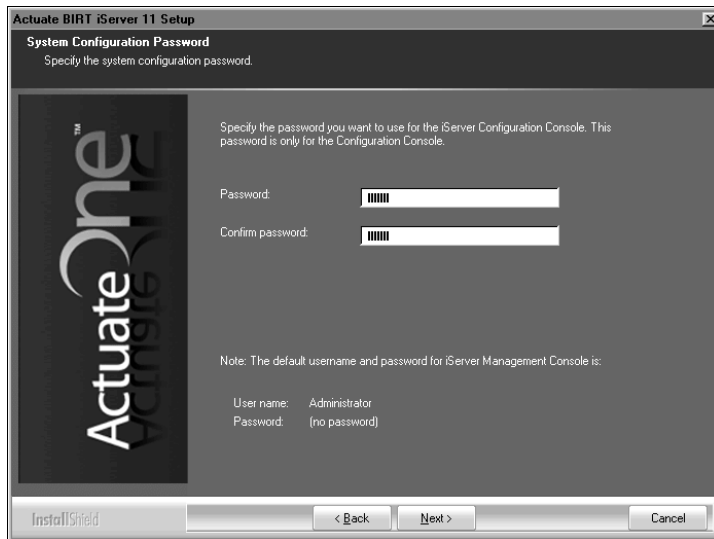 Actuate BIRT iServer 11 Setup
System Configuration Password
Specify the system configuration password.
ActuateOne™
Specify the password you want to use for the iServer Configuration Console. This
password is only for the Configuration Console.
Password:
Confirm password:
Note: The default username and password for iServer Management Console is:
User name: Administrator
Password: (no password)
InstallShield
< Back
Next >
Cancel